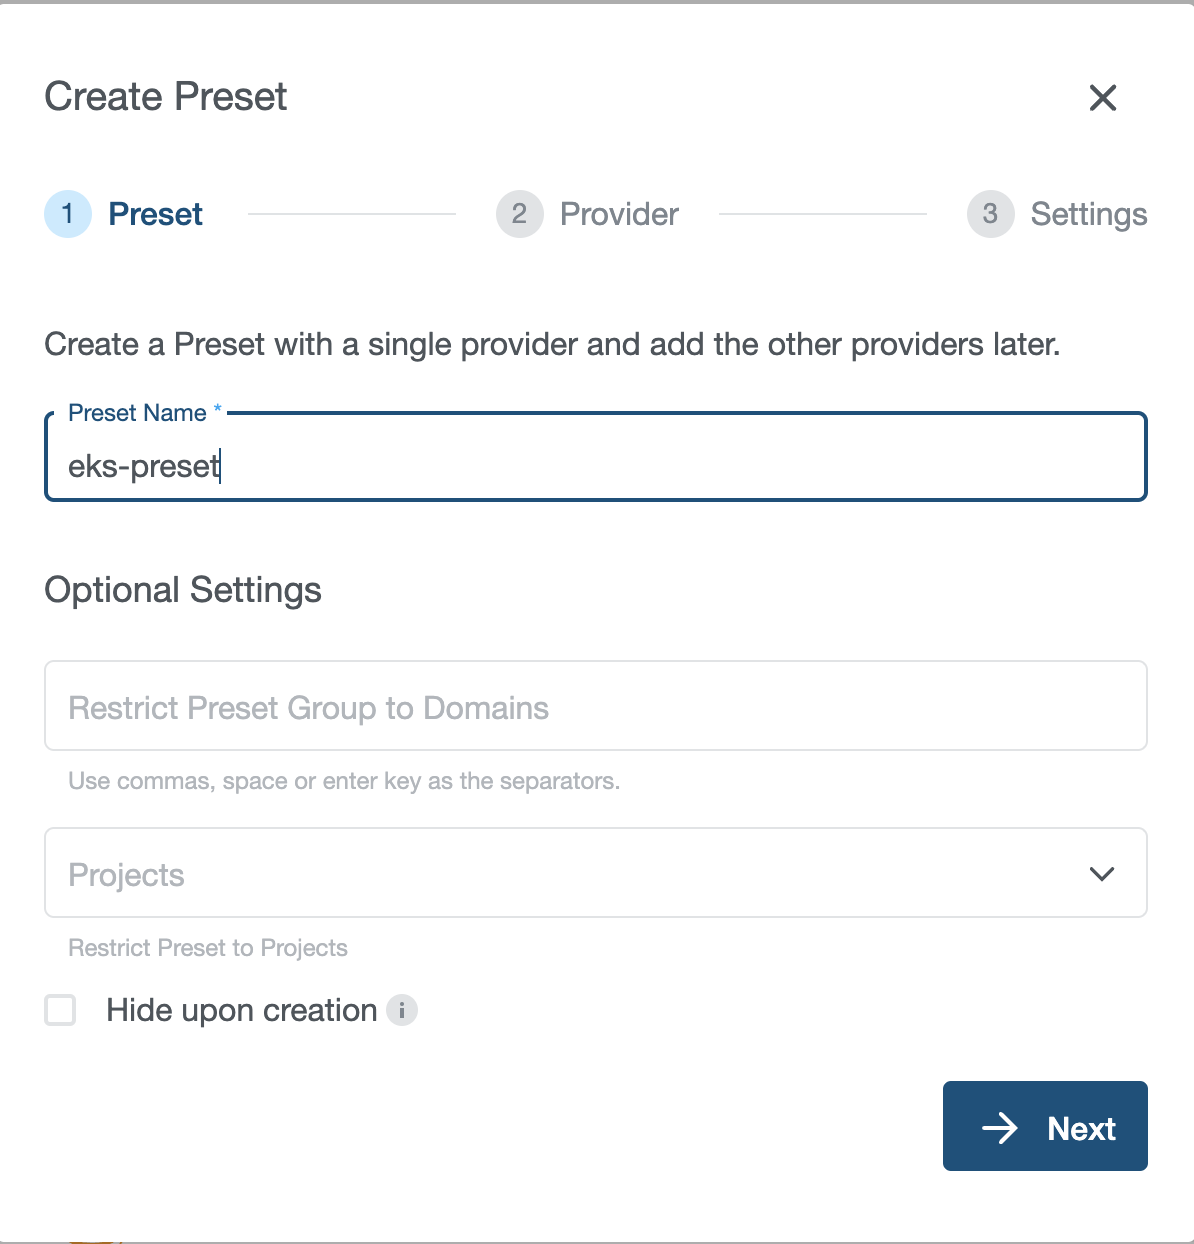 Create Preset
1 Preset 2 Provider 3 Settings
Create a Preset with a single provider and add the other providers later.
Preset Name *
eks-preset
Optional Settings
Restrict Preset Group to Domains
Use commas, space or enter key as the separators.
Projects
Restrict Preset to Projects
Hide upon creation i
Next